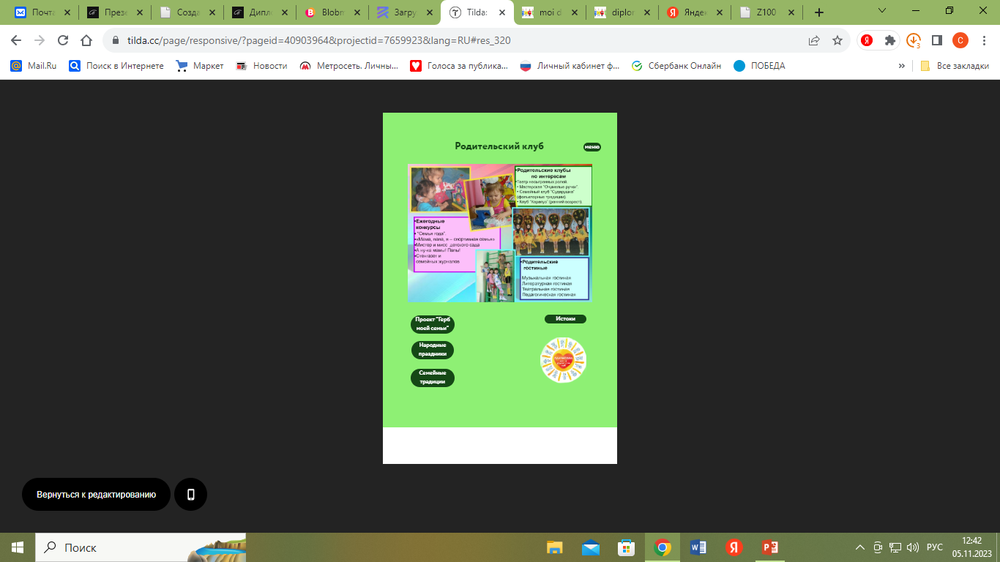 Почта
Презе
Созда
Дипло
Blobm
Загру
Tilda:
moi d
diplor
Яндек
Z100
tilda.cc/page/responsive/?pageid=40903964&projectid=7659923&lang=RU#res_320
3
С
Mail.Ru
Поиск в Интернете
Маркет
Новости
Метросеть. Личны...
Голоса за публика...
Личный кабинет ф...
Сбербанк Онлайн
ПОБЕДА
»
Все закладки
Родительский клуб
меню
•Родительские клубы
по интересам
Театр несыгранных ролей.
• Мастерская "Очумелые ручки".
• Семейный клуб "Сударушка"
(фольклорные традиции).
• Клуб "Карапуз" (ранний возраст).
•Ежегодные
конкурсы
• "Семья года".
•«Мама, папа, я – спортивная семья»
•Мистер и мисс детского сада
•А ну-ка мамы! Папы!
•Стенгазет и
семейных журналов
•Родительские
гостиные
Музыкальная гостиная
Литературная гостиная
Театральная гостиная
Педагогическая гостиная
Проект "Герб
моей семьи"
Истоки
Народные
праздники
Семейные
традиции
Вернуться к редактированию
Поиск
РУС
12:42
05.11.2023